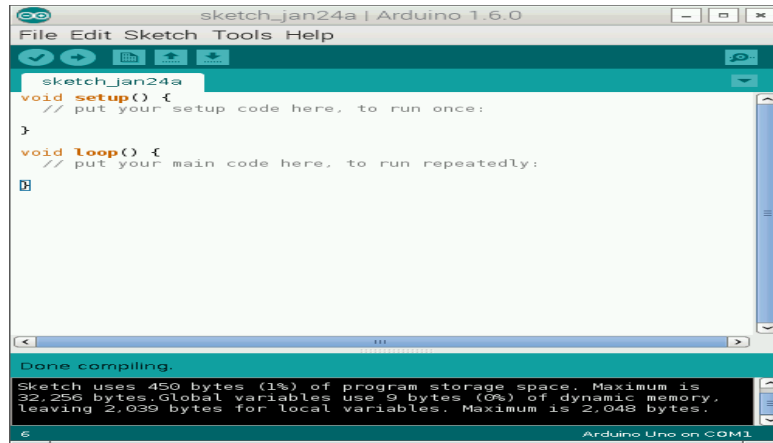 sketch_jan24a | Arduino 1.6.0
File Edit Sketch Tools Help
sketch_jan24a
void setup() {
// put your setup code here, to run once:
}
void loop() {
// put your main code here, to run repeatedly:
}
Done compiling.
Sketch uses 450 bytes (1%) of program storage space. Maximum is
32,256 bytes.Global variables use 9 bytes (0%) of dynamic memory,
leaving 2,039 bytes for local variables. Maximum is 2,048 bytes.
6 Arduino Uno on COM1